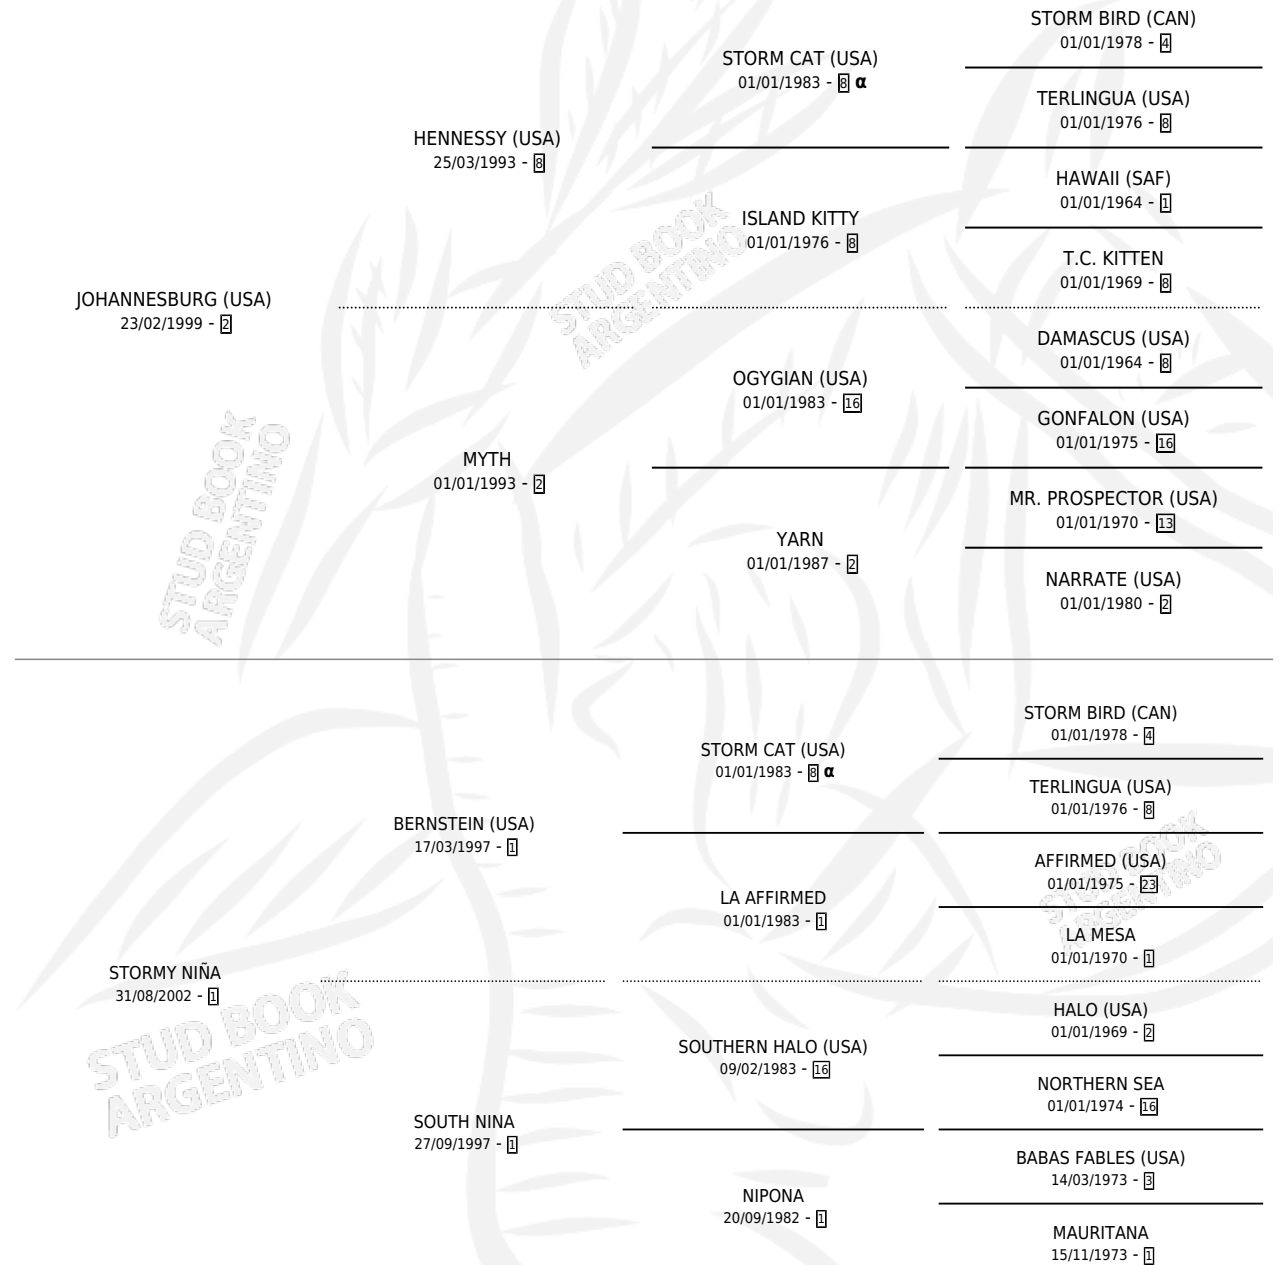 STORM BIRD (CAN)
01/01/1978 - 4
STORM CAT (USA)
01/01/1983 - 8 α
TERLINGUA (USA)
01/01/1976 - 8
HENNESSY (USA)
25/03/1993 - 8
HAWAII (SAF)
01/01/1964 - 1
ISLAND KITTY
01/01/1976 - 8
T.C. KITTEN
01/01/1969 - 8
JOHANNESBURG (USA)
23/02/1999 - 2
DAMASCUS (USA)
01/01/1964 - 8
OGYGIAN (USA)
01/01/1983 - 16
GONFALON (USA)
01/01/1975 - 16
MYTH
01/01/1993 - 2
MR. PROSPECTOR (USA)
01/01/1970 - 13
YARN
01/01/1987 - 2
NARRATE (USA)
01/01/1980 - 2
STORM BIRD (CAN)
01/01/1978 - 4
STORM CAT (USA)
01/01/1983 - 8 α
TERLINGUA (USA)
01/01/1976 - 8
BERNSTEIN (USA)
17/03/1997 - 1
AFFIRMED (USA)
01/01/1975 - 23
LA AFFIRMED
01/01/1983 - 1
LA MESA
01/01/1970 - 1
STORMY NIÑA
31/08/2002 - 1
HALO (USA)
01/01/1969 - 2
SOUTHERN HALO (USA)
09/02/1983 - 16
NORTHERN SEA
01/01/1974 - 16
SOUTH NINA
27/09/1997 - 1
BABAS FABLES (USA)
14/03/1973 - 3
NIPONA
20/09/1982 - 1
MAURITANA
15/11/1973 - 1
STUD BOOK
ARGENTINO
STUD BOOK
ARGENTINO
STUD BOOK
ARGENTINO
STUD BOOK
ARGENTINO